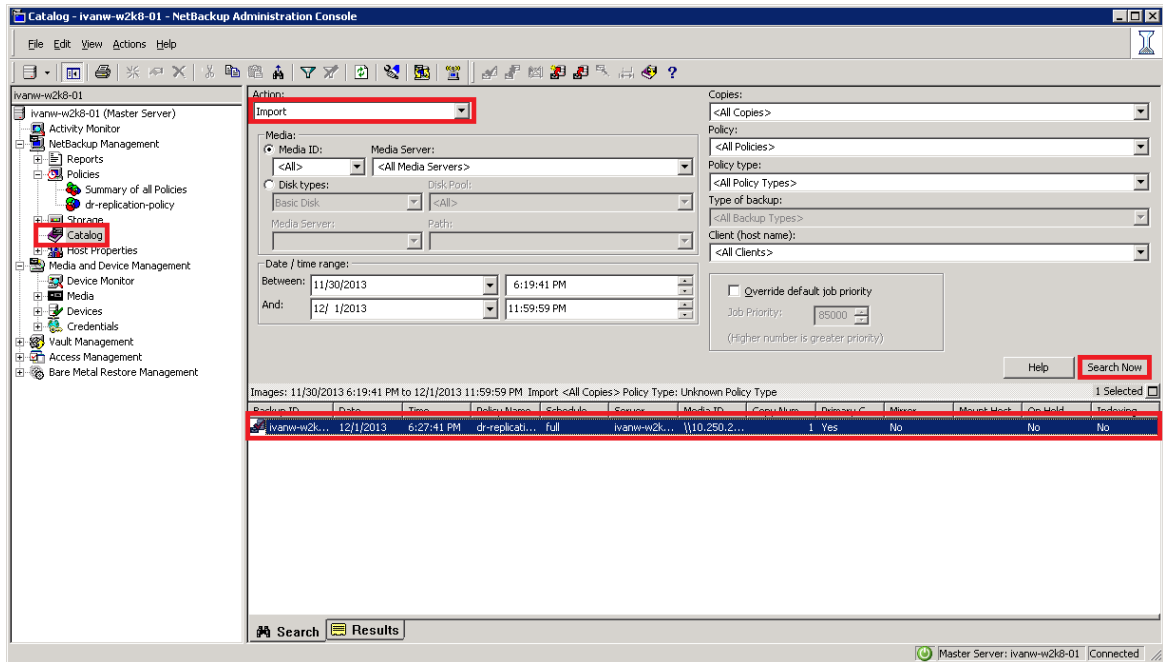 Catalog - ivanw-w2k8-01 - NetBackup Administration Console
File Edit View Actions Help
ivanw-w2k8-01
ivanw-w2k8-01 (Master Server)
Activity Monitor
NetBackup Management
Reports
Policies
Summary of all Policies
dr-replication-policy
Storage
Catalog
Host Properties
Media and Device Management
Device Monitor
Media
Devices
Credentials
Vault Management
Access Management
Bare Metal Restore Management
Action:
Import
Media:
Media ID: Media Server:
<All> <All Media Servers>
Disk types: Disk Pool:
Basic Disk <All>
Media Server: Path:
Date / time range:
Between: 11/30/2013 6:19:41 PM
And: 12/ 1/2013 11:59:59 PM
Copies:
<All Copies>
Policy:
<All Policies>
Policy type:
<All Policy Types>
Type of backup:
<All Backup Types>
Client (host name):
<All Clients>
Override default job priority
Job Priority: 85000
(Higher number is greater priority)
Help Search Now
Images: 11/30/2013 6:19:41 PM to 12/1/2013 11:59:59 PM Import <All Copies> Policy Type: Unknown Policy Type 1 Selected
Backup ID Date Time Policy Name Schedule Server Media ID Copy Num... Primary C... Mirror Mount Host On Hold Indexing
ivanw-w2k... 12/1/2013 6:27:41 PM dr-replicati... full ivanw-w2k... \\10.250.2... 1 Yes No No No
Search Results
Master Server: ivanw-w2k8-01 Connected